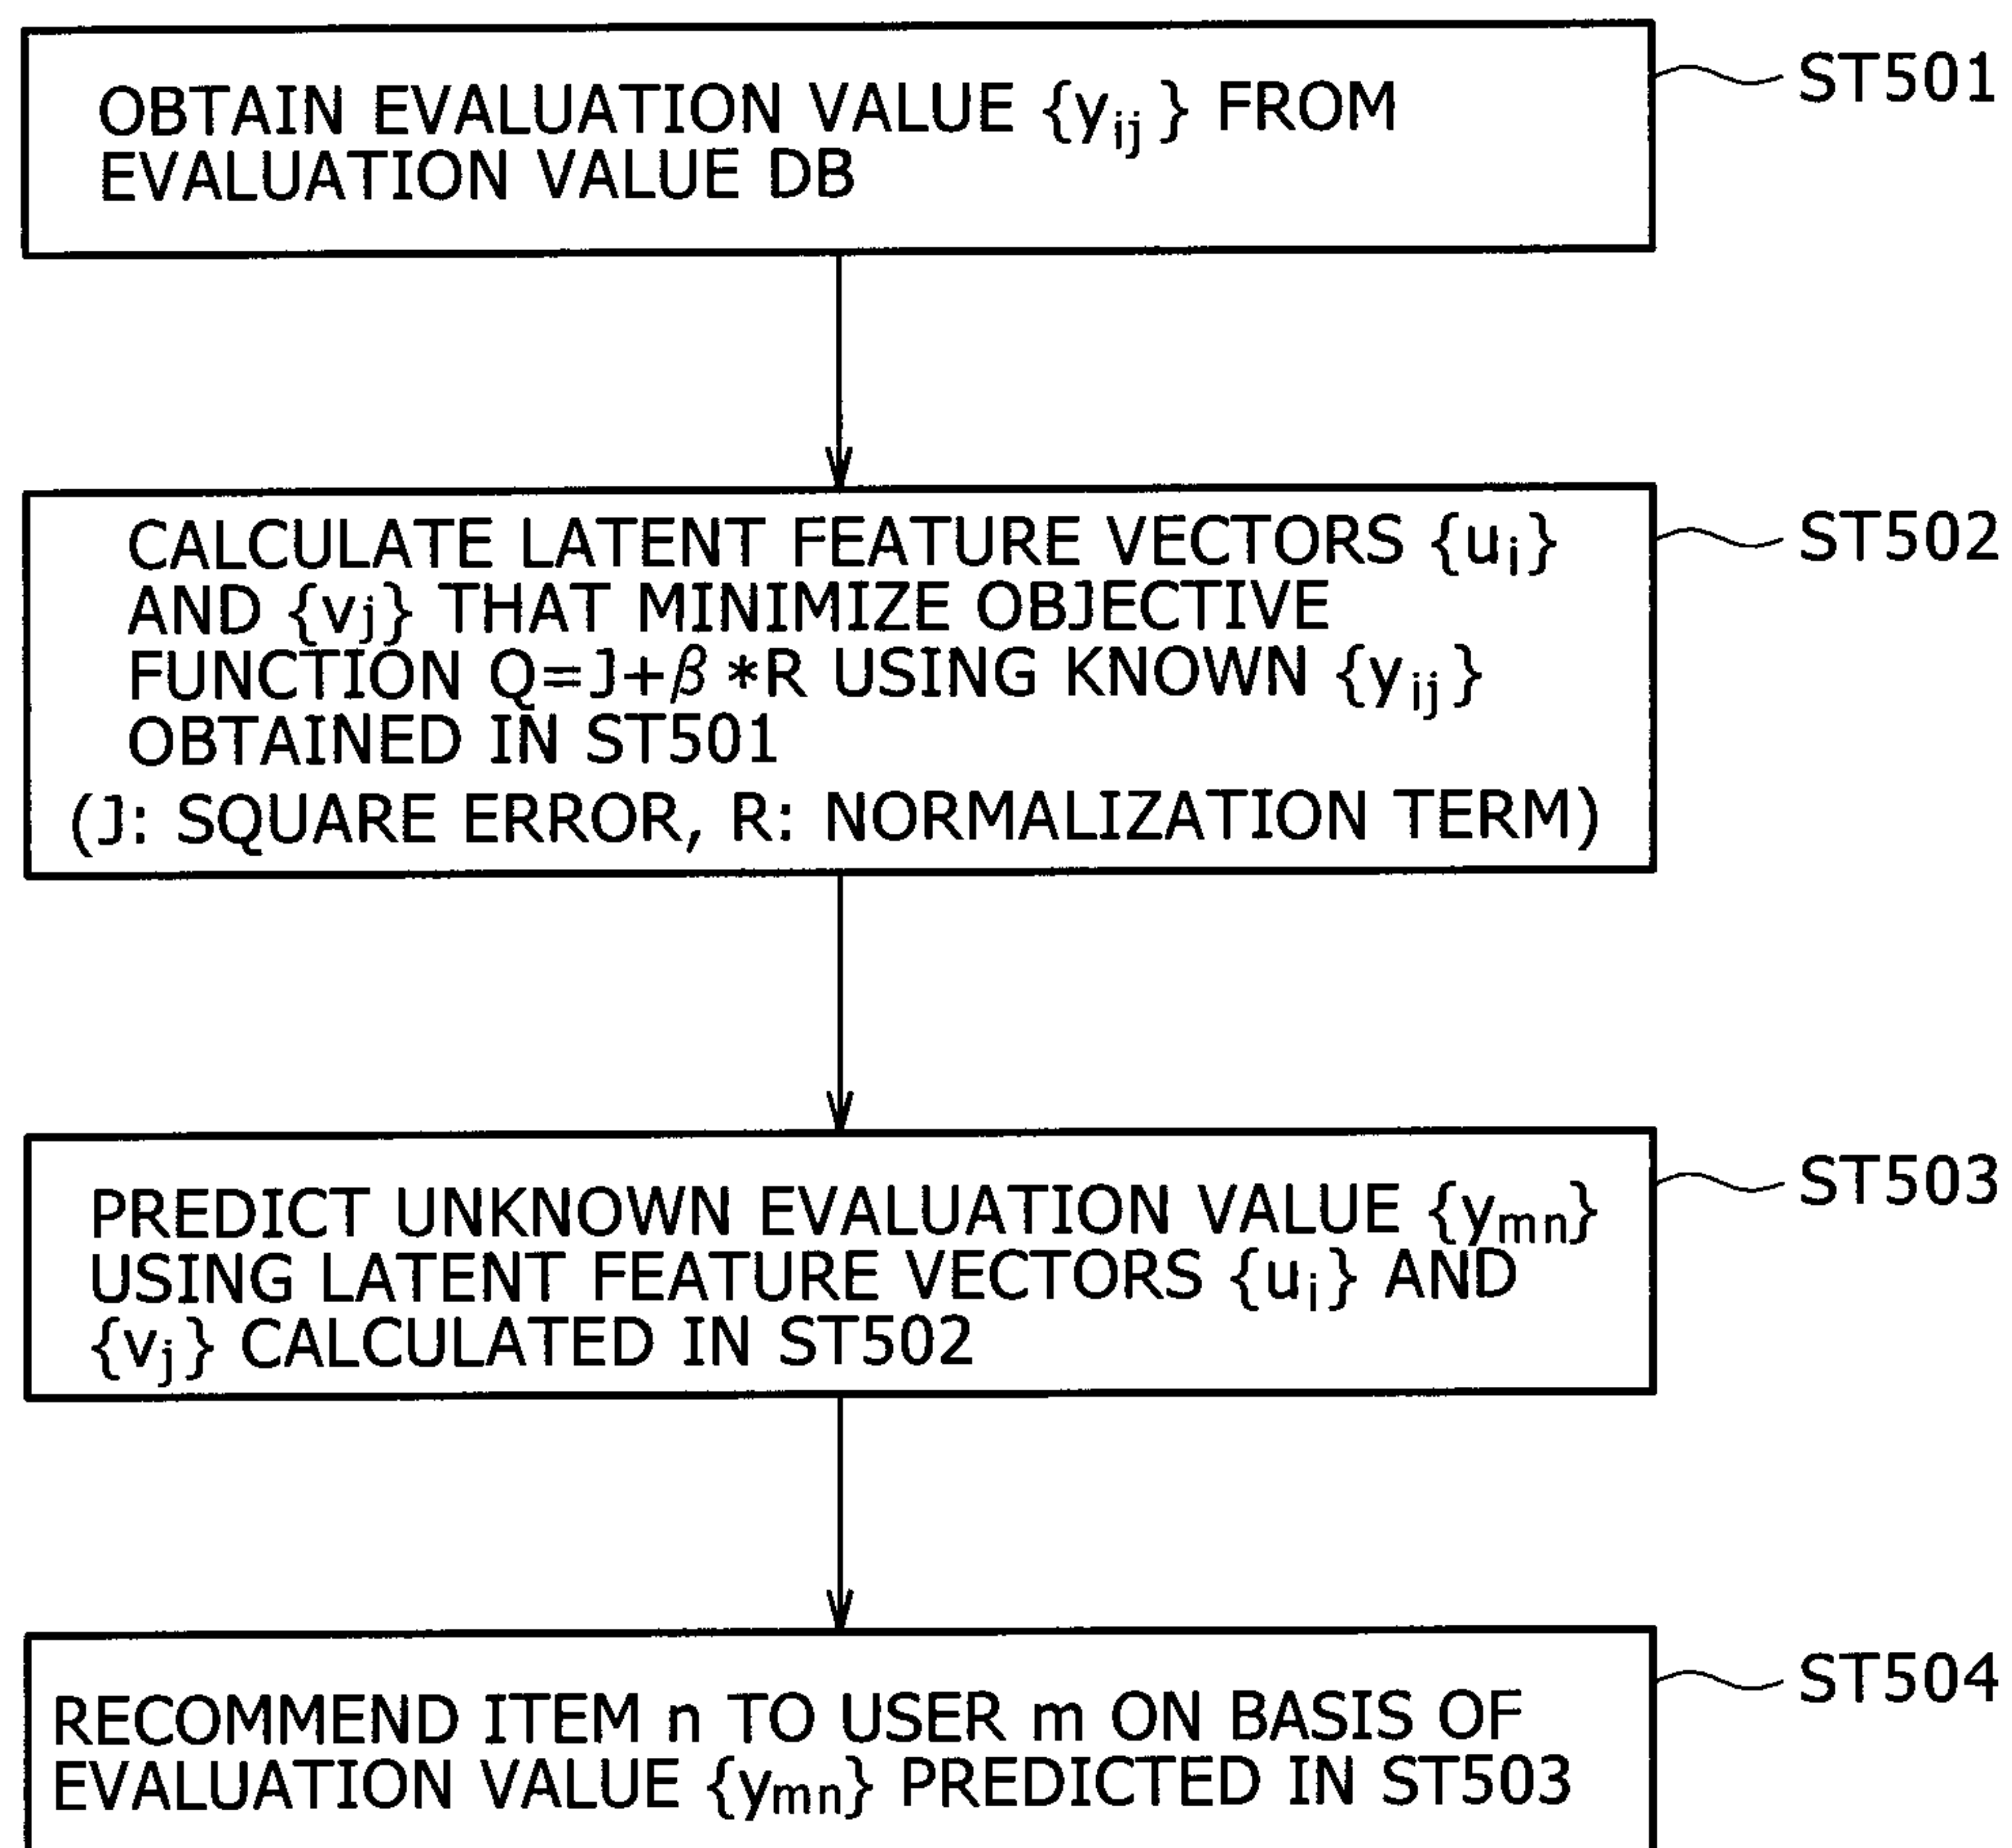 OBTAIN EVALUATION VALUE {yij} FROM
EVALUATION VALUE DB
ST501
CALCULATE LATENT FEATURE VECTORS {ui}
AND {vj} THAT MINIMIZE OBJECTIVE
FUNCTION Q=J+β*R USING KNOWN {yij}
OBTAINED IN ST501
(J: SQUARE ERROR, R: NORMALIZATION TERM)
ST502
PREDICT UNKNOWN EVALUATION VALUE {ymn}
USING LATENT FEATURE VECTORS {ui} AND
{vj} CALCULATED IN ST502
ST503
RECOMMEND ITEM n TO USER m ON BASIS OF
EVALUATION VALUE {ymn} PREDICTED IN ST503
ST504